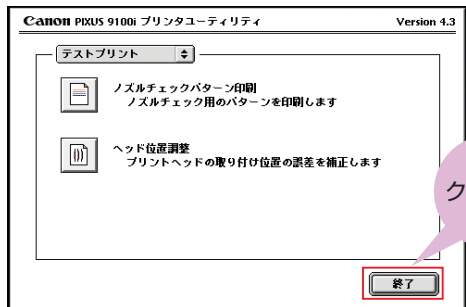 Canon PIXUS 9100i プリンタユーティリティ Version 4.3
テストプリント
ノズルチェックパターン印刷
ノズルチェック用のパターンを印刷します
ヘッド位置調整
プリントヘッドの取り付け位置の誤差を補正します
ク
終了